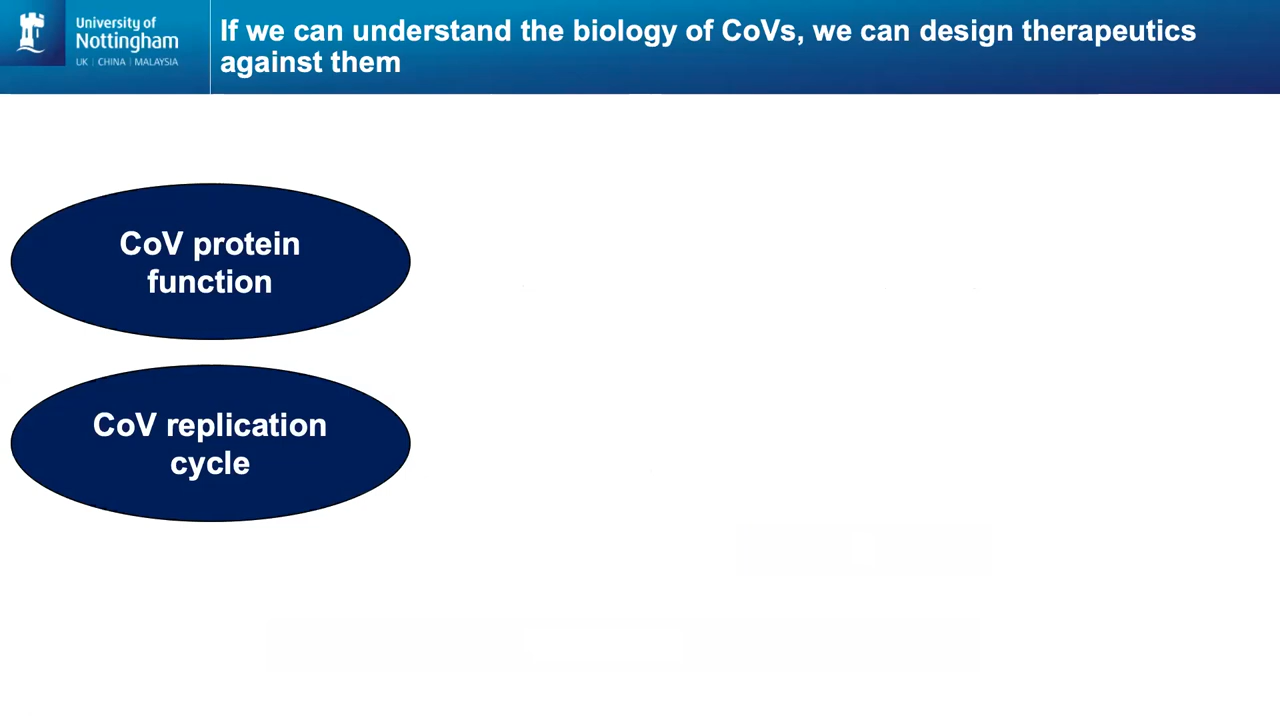 University of
Nottingham
UK | CHINA | MALAYSIA
If we can understand the biology of CoVs, we can design therapeutics
against them
CoV protein
function
CoV replication
cycle